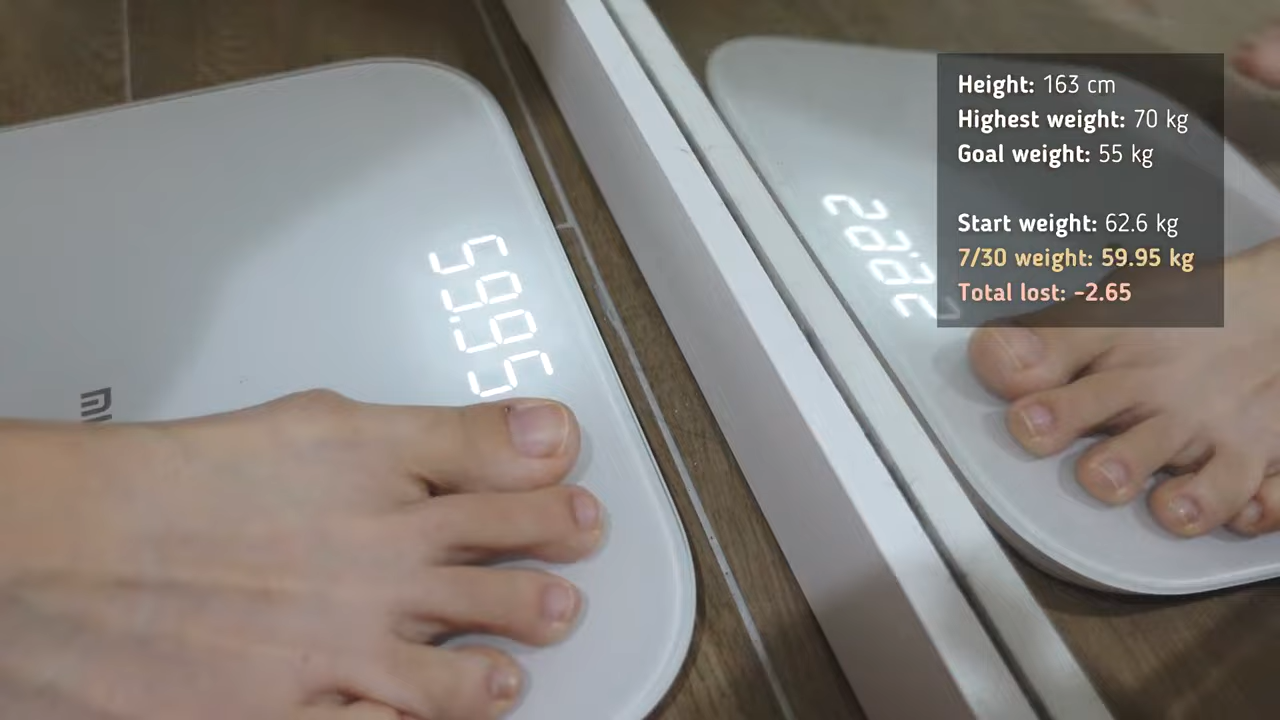 59.95
Height: 163 cm
Highest weight: 70 kg
Goal weight: 55 kg
Start weight: 62.6 kg
7/30 weight: 59.95 kg
Total lost: -2.65